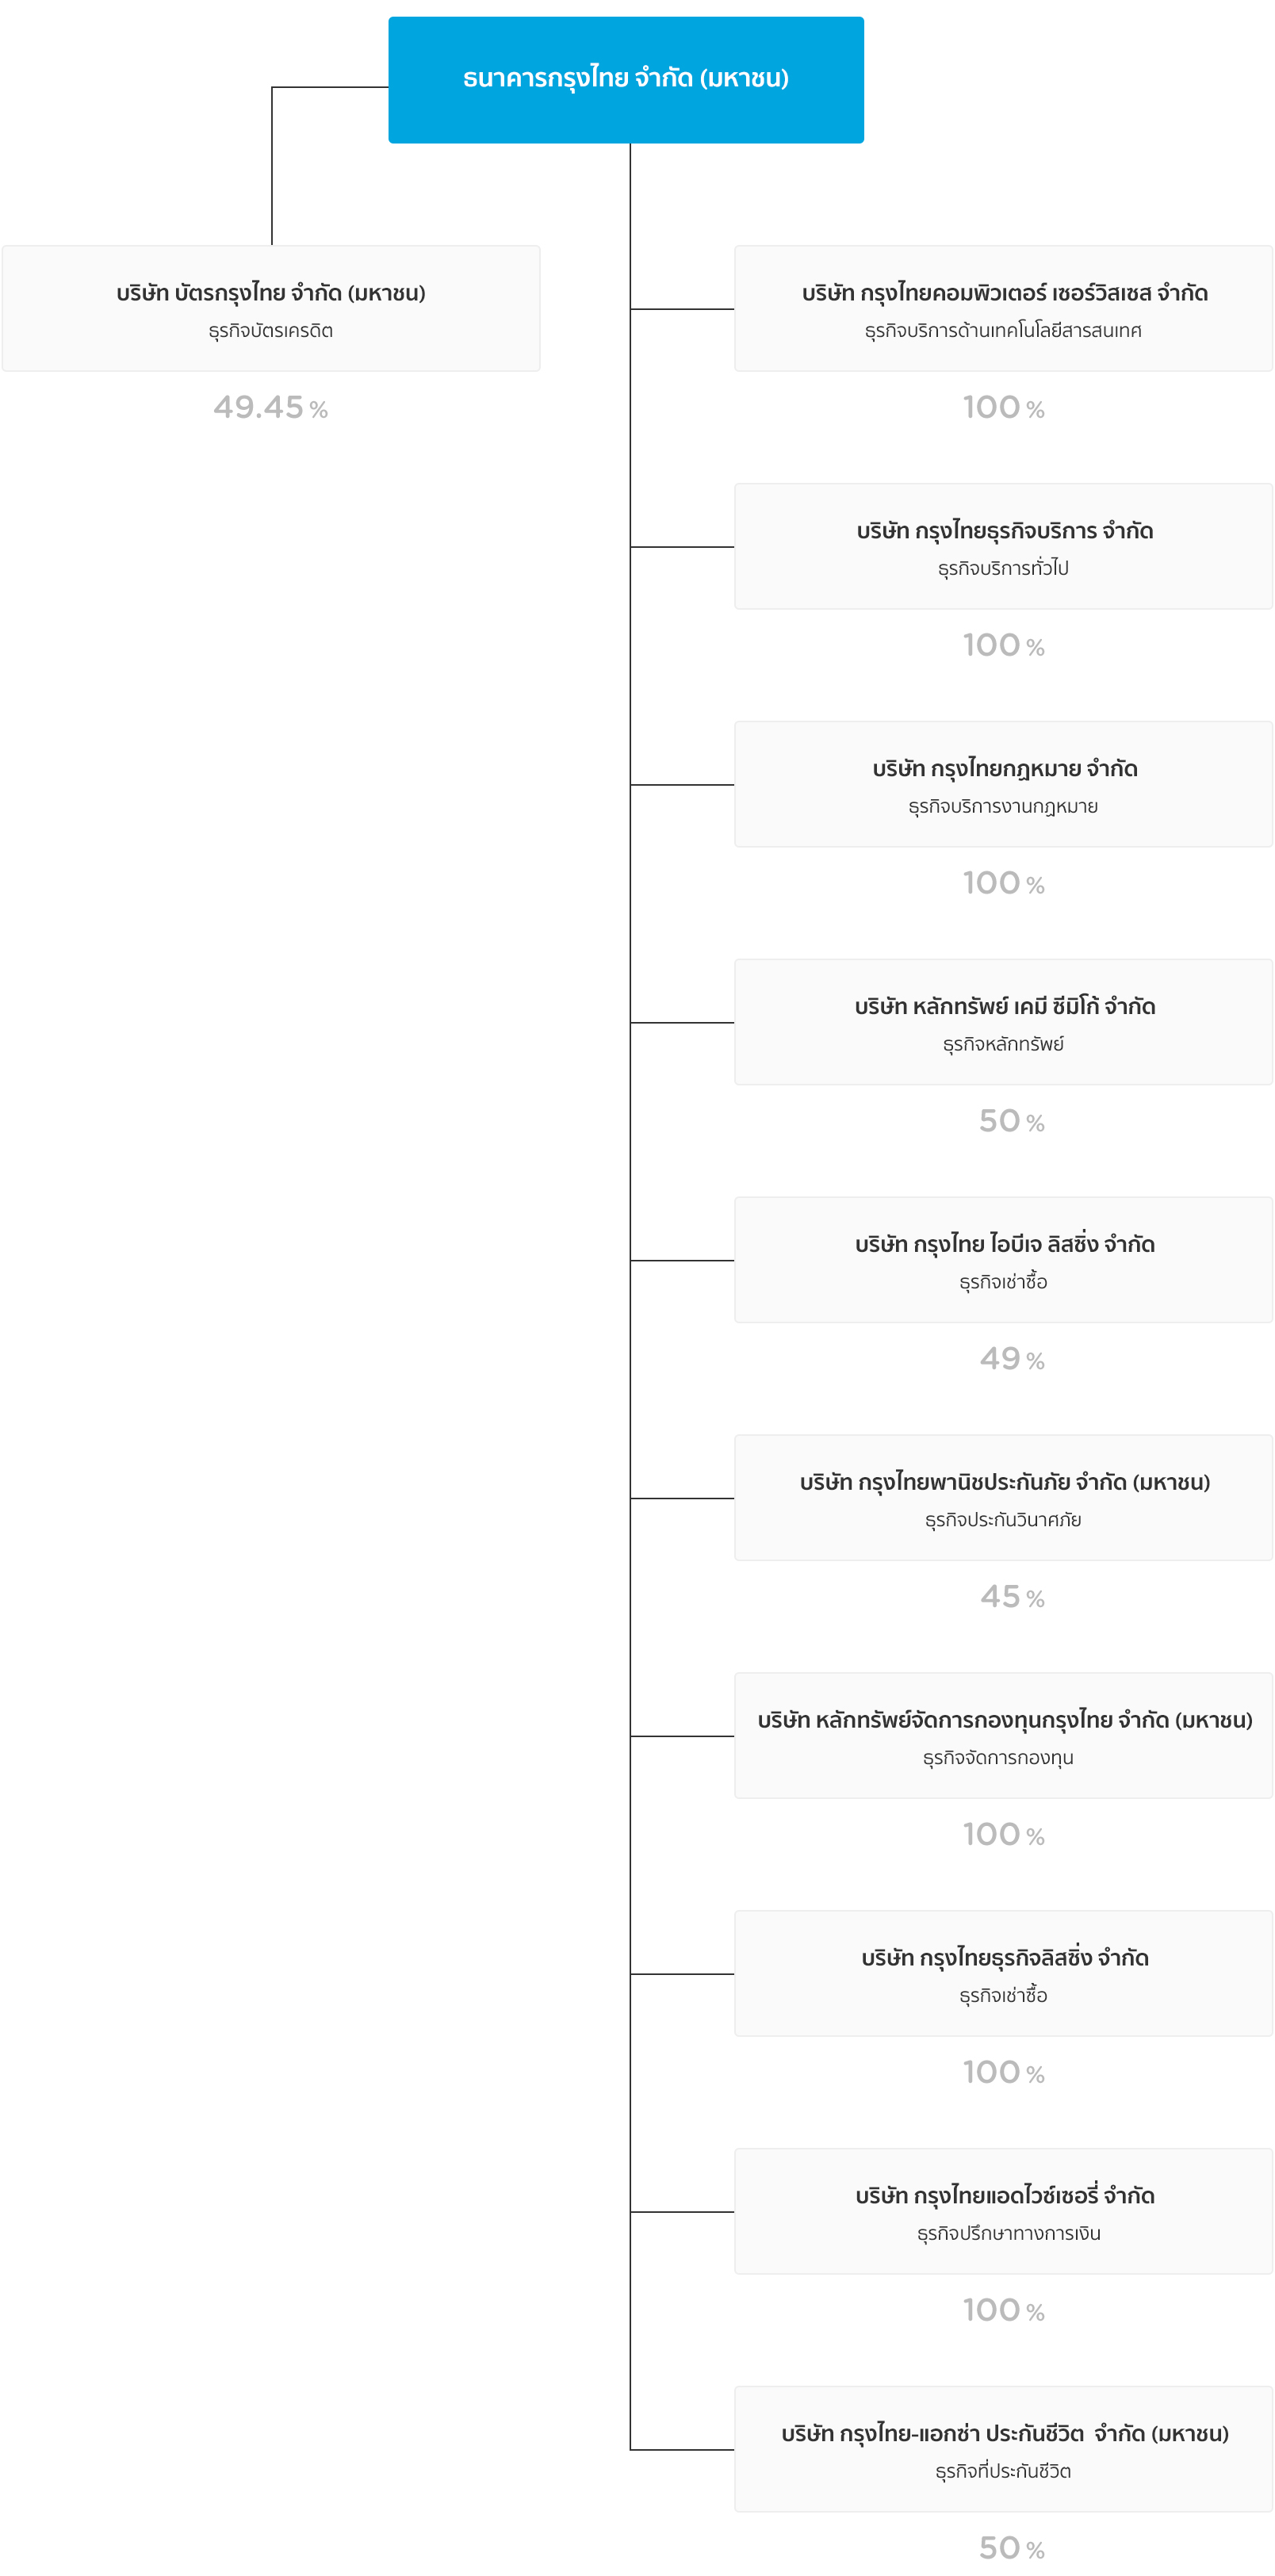 ธนาคารกรุงไทย จำกัด (มหาชน)
บริษัท บัตรกรุงไทย จำกัด (มหาชน)
ธุรกิจบัตรเครดิต
49.45 %
บริษัท กรุงไทยคอมพิวเตอร์ เซอร์วิสเซส จำกัด
ธุรกิจบริการด้านเทคโนโลยีสารสนเทศ
100 %
บริษัท กรุงไทยธุรกิจบริการ จำกัด
ธุรกิจบริการทั่วไป
100 %
บริษัท กรุงไทยกฎหมาย จำกัด
ธุรกิจบริการงานกฎหมาย
100 %
บริษัท หลักทรัพย์ เคมี ซีมิโก้ จำกัด
ธุรกิจหลักทรัพย์
50 %
บริษัท กรุงไทย ไอบีเจ ลิสซิ่ง จำกัด
ธุรกิจเช่าซื้อ
49 %
บริษัท กรุงไทยพานิชประกันภัย จำกัด (มหาชน)
ธุรกิจประกันวินาศภัย
45 %
บริษัท หลักทรัพย์จัดการกองทุนกรุงไทย จำกัด (มหาชน)
ธุรกิจจัดการกองทุน
100 %
บริษัท กรุงไทยธุรกิจลิสซิ่ง จำกัด
ธุรกิจเช่าซื้อ
100 %
บริษัท กรุงไทยแอดไวซ์เซอรี่ จำกัด
ธุรกิจปรึกษาทางการเงิน
100 %
บริษัท กรุงไทย-แอกซ่า ประกันชีวิต จำกัด (มหาชน)
ธุรกิจที่ประกันชีวิต
50 %